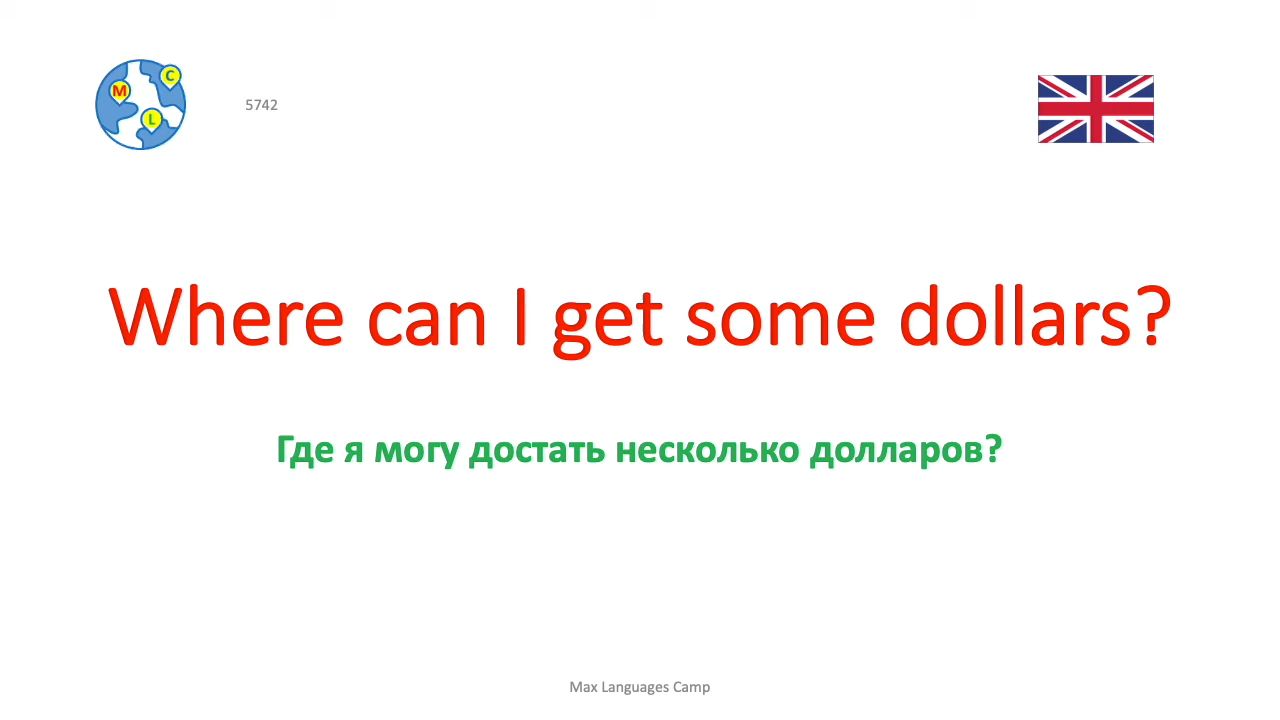 M
C
L
5742
Where can I get some dollars?
Где я могу достать несколько долларов?
Max Languages Camp